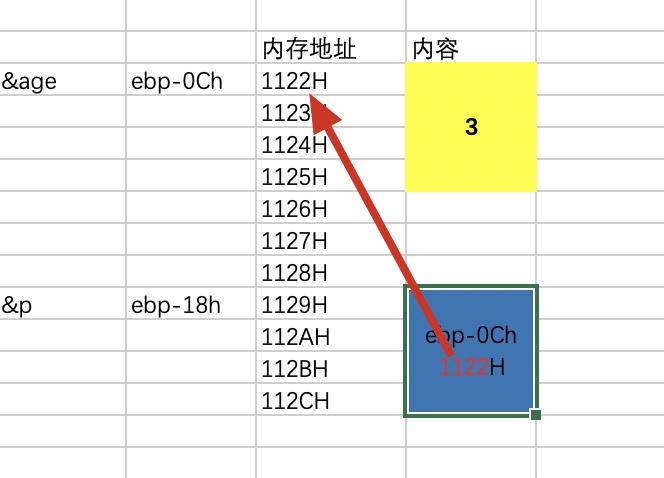 内存地址 内容
&age ebp-0Ch 1122H
1123H
3
1124H
1125H
1126H
1127H
1128H
&p ebp-18h 1129H
112AH ebp-0Ch
112BH 1122H
112CH